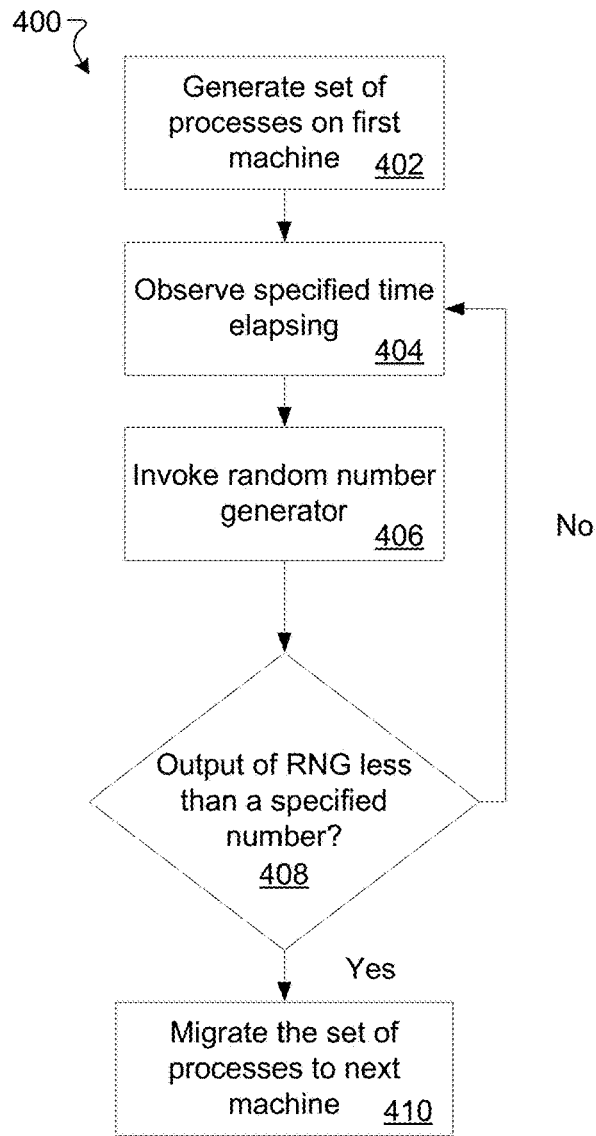 400
Generate set of
processes on first
machine
402
Observe specified time
elapsing
404
Invoke random number
generator
406
No
Output of RNG less
than a specified
number?
408
Yes
Migrate the set of
processes to next
machine
410